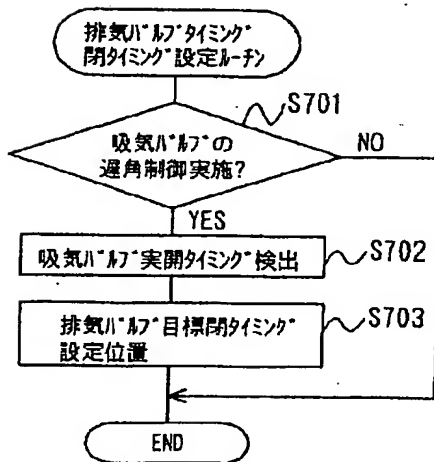 排気ﾊﾞﾙﾌﾞﾀｲﾐﾝｸﾞ
閉ﾀｲﾐﾝｸﾞ設定ﾙｰﾁﾝ
S701
吸気ﾊﾞﾙﾌﾞの
遅角制御実施?
NO
YES
吸気ﾊﾞﾙﾌﾞ実開ﾀｲﾐﾝｸﾞ検出
S702
排気ﾊﾞﾙﾌﾞ目標閉ﾀｲﾐﾝｸﾞ
設定位置
S703
END